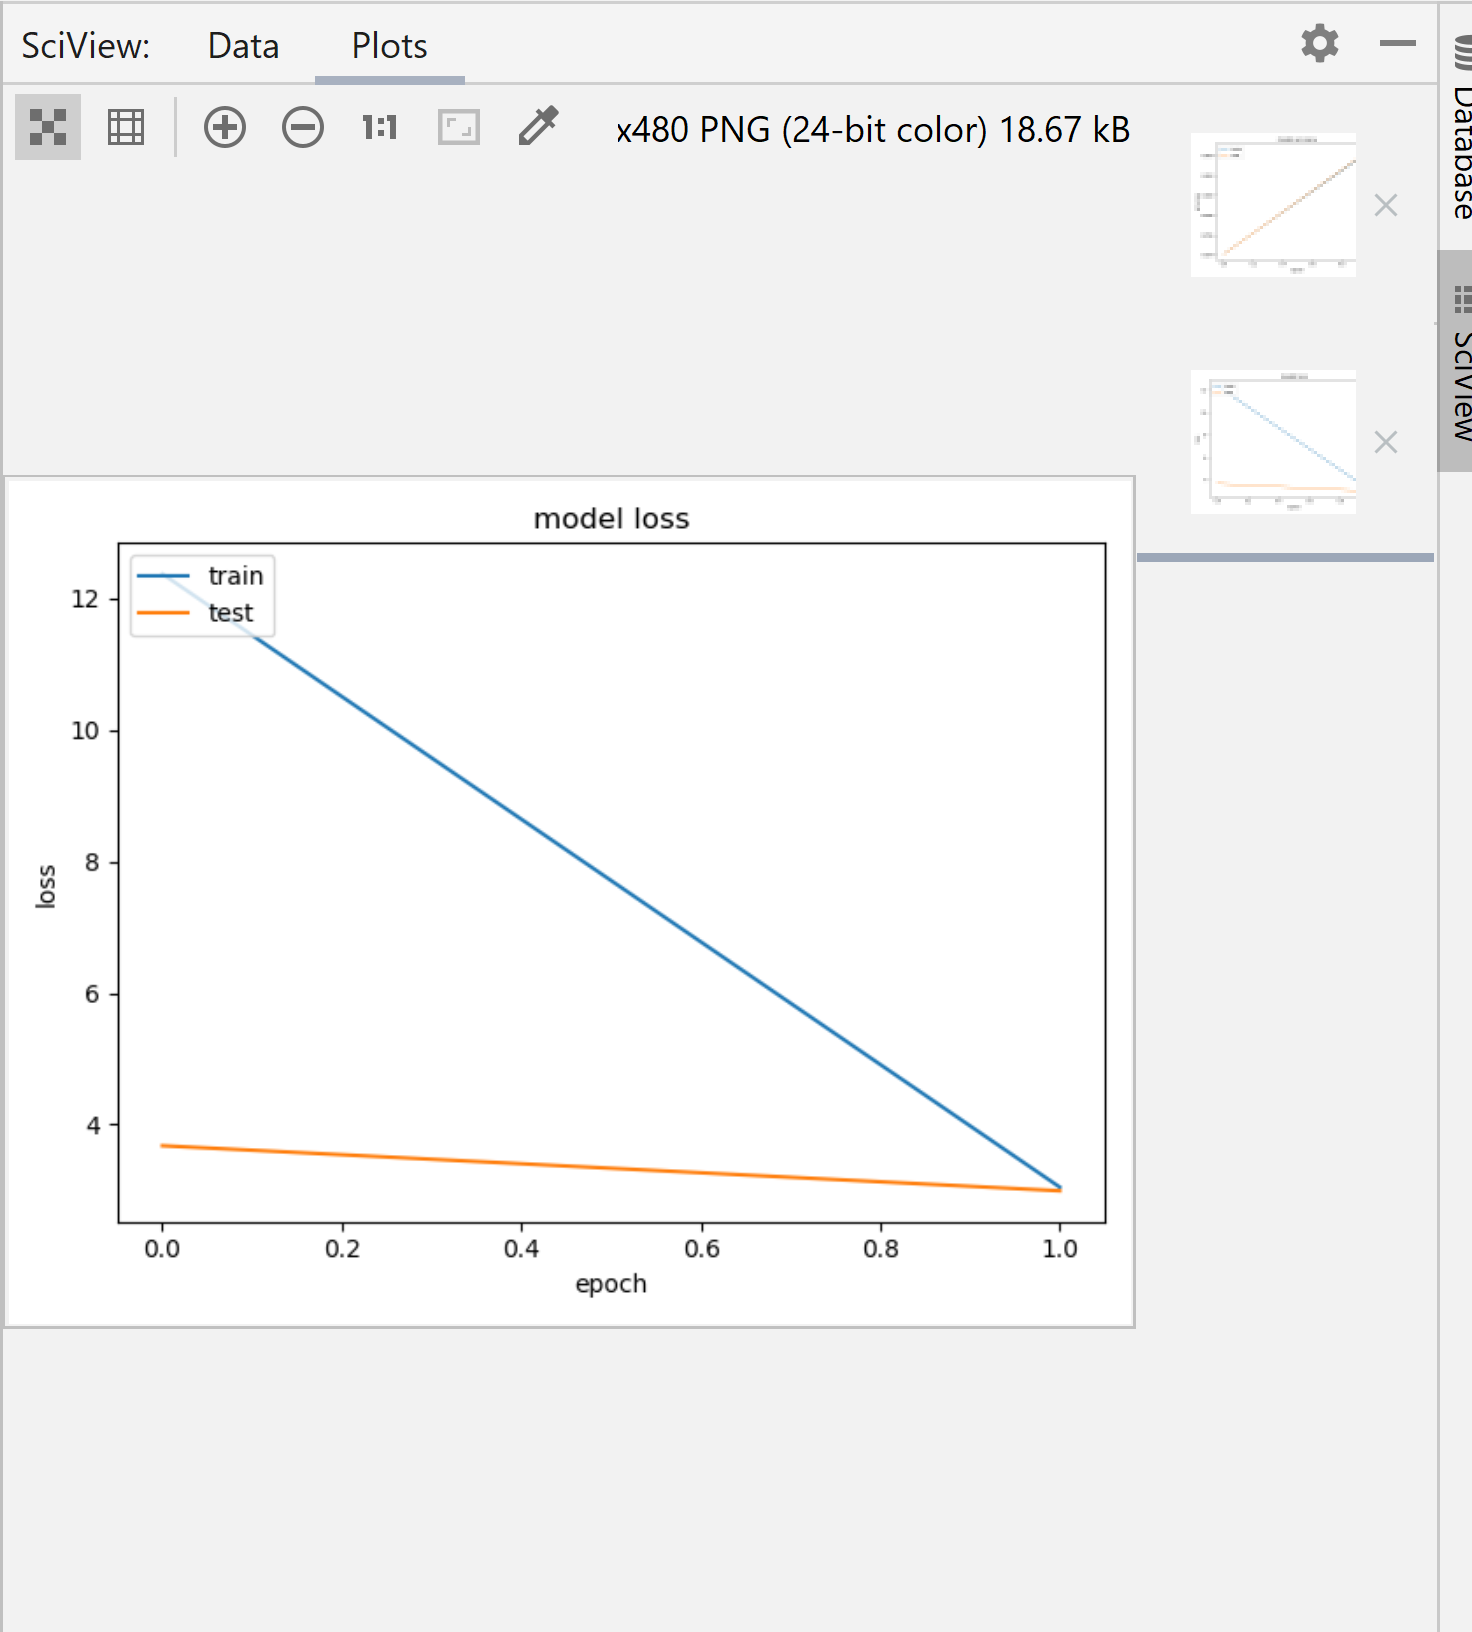 SciView: Data Plots
1:1 x480 PNG (24-bit color) 18.67 kB
Database
SciView
model loss
train
test
12
10
8
6
4
loss
0.0 0.2 0.4 0.6 0.8 1.0
epoch